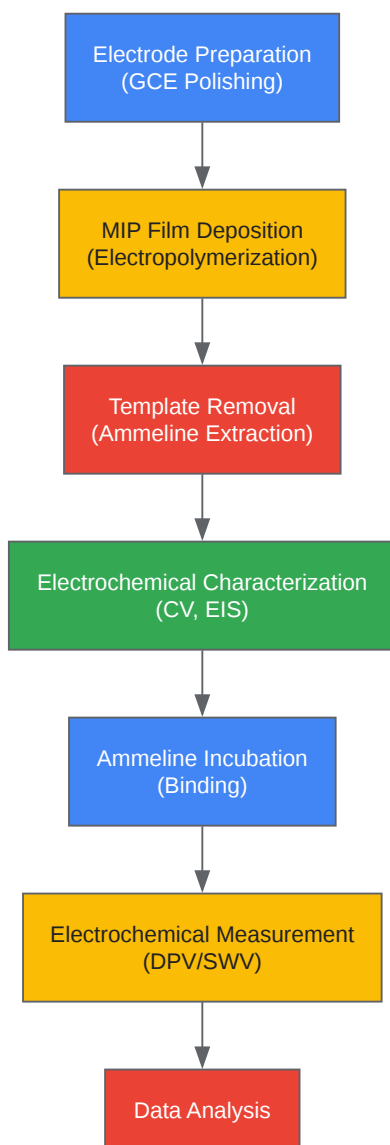 Electrode Preparation
(GCE Polishing)
MIP Film Deposition
(Electropolymerization)
Template Removal
(Ammeline Extraction)
Electrochemical Characterization
(CV, EIS)
Ammeline Incubation
(Binding)
Electrochemical Measurement
(DPV/SWV)
Data Analysis